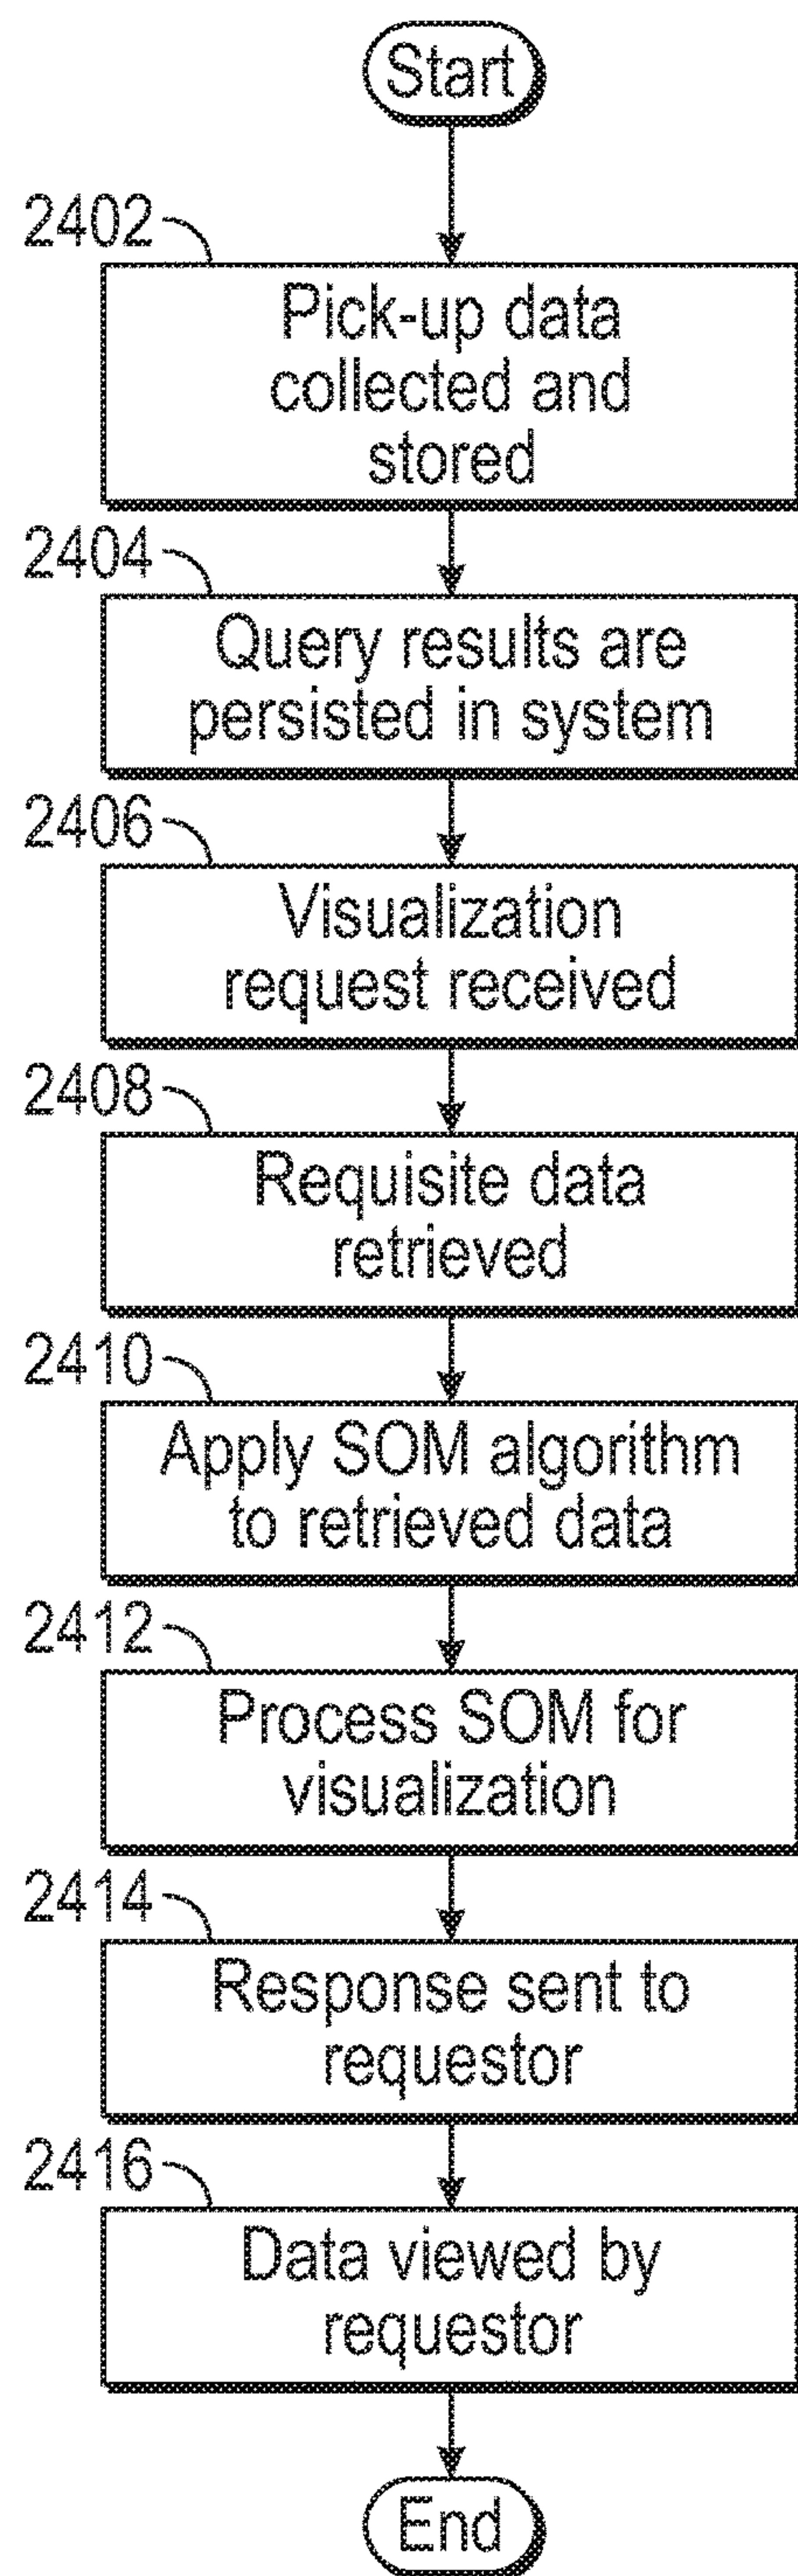 Start
2402
Pick-up data
collected and
stored
2404
Query results are
persisted in system
2406
Visualization
request received
2408
Requisite data
retrieved
2410
Apply SOM algorithm
to retrieved data
2412
Process SOM for
visualization
2414
Response sent to
requestor
2416
Data viewed by
requestor
End